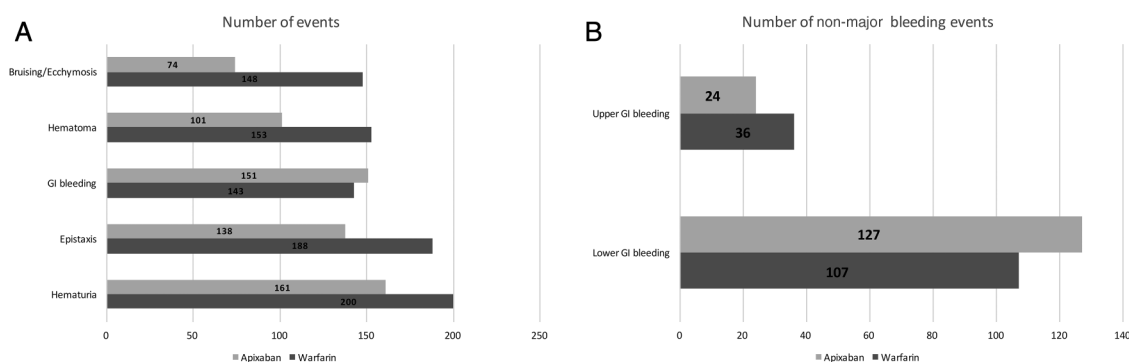 A
Number of events
Bruising/Ecchymosis
74
148
Hematoma
101
153
GI bleeding
151
143
Epistaxis
138
188
Hematuria
161
200
0 50 100 150 200 250
Apixaban Warfarin
B
Number of non-major bleeding events
Upper GI bleeding
24
36
Lower GI bleeding
127
107
0 20 40 60 80 100 120 140
Apixaban Warfarin